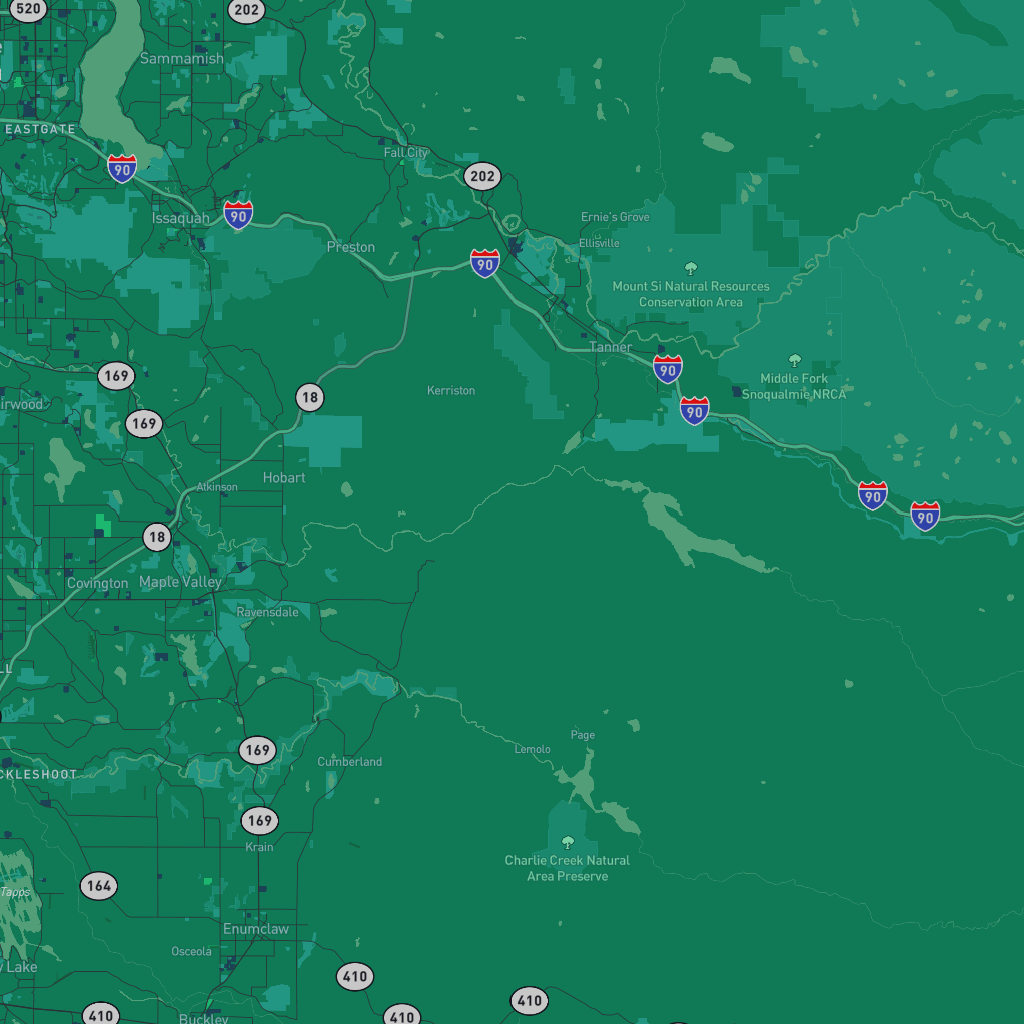 520
202
Sammamish
EASTGATE
90
Fall City
202
Issaquah
90
Ernie's Grove
Preston
Ellisville
90
Mount Si Natural Resources
Conservation Area
Tanner
169
90
Middle Fork
Snoqualmie NRCA
Kerriston
18
irwood
90
169
Hobart
Atkinson
90
90
18
Covington
Maple Valley
Ravensdale
LL
Page
169
Lemolo
Cumberland
CKLESHOOT
169
Krain
Charlie Creek Natural
Area Preserve
164
Tapps
Enumclaw
Osceola
y Lake
410
410
410
410
Buckley